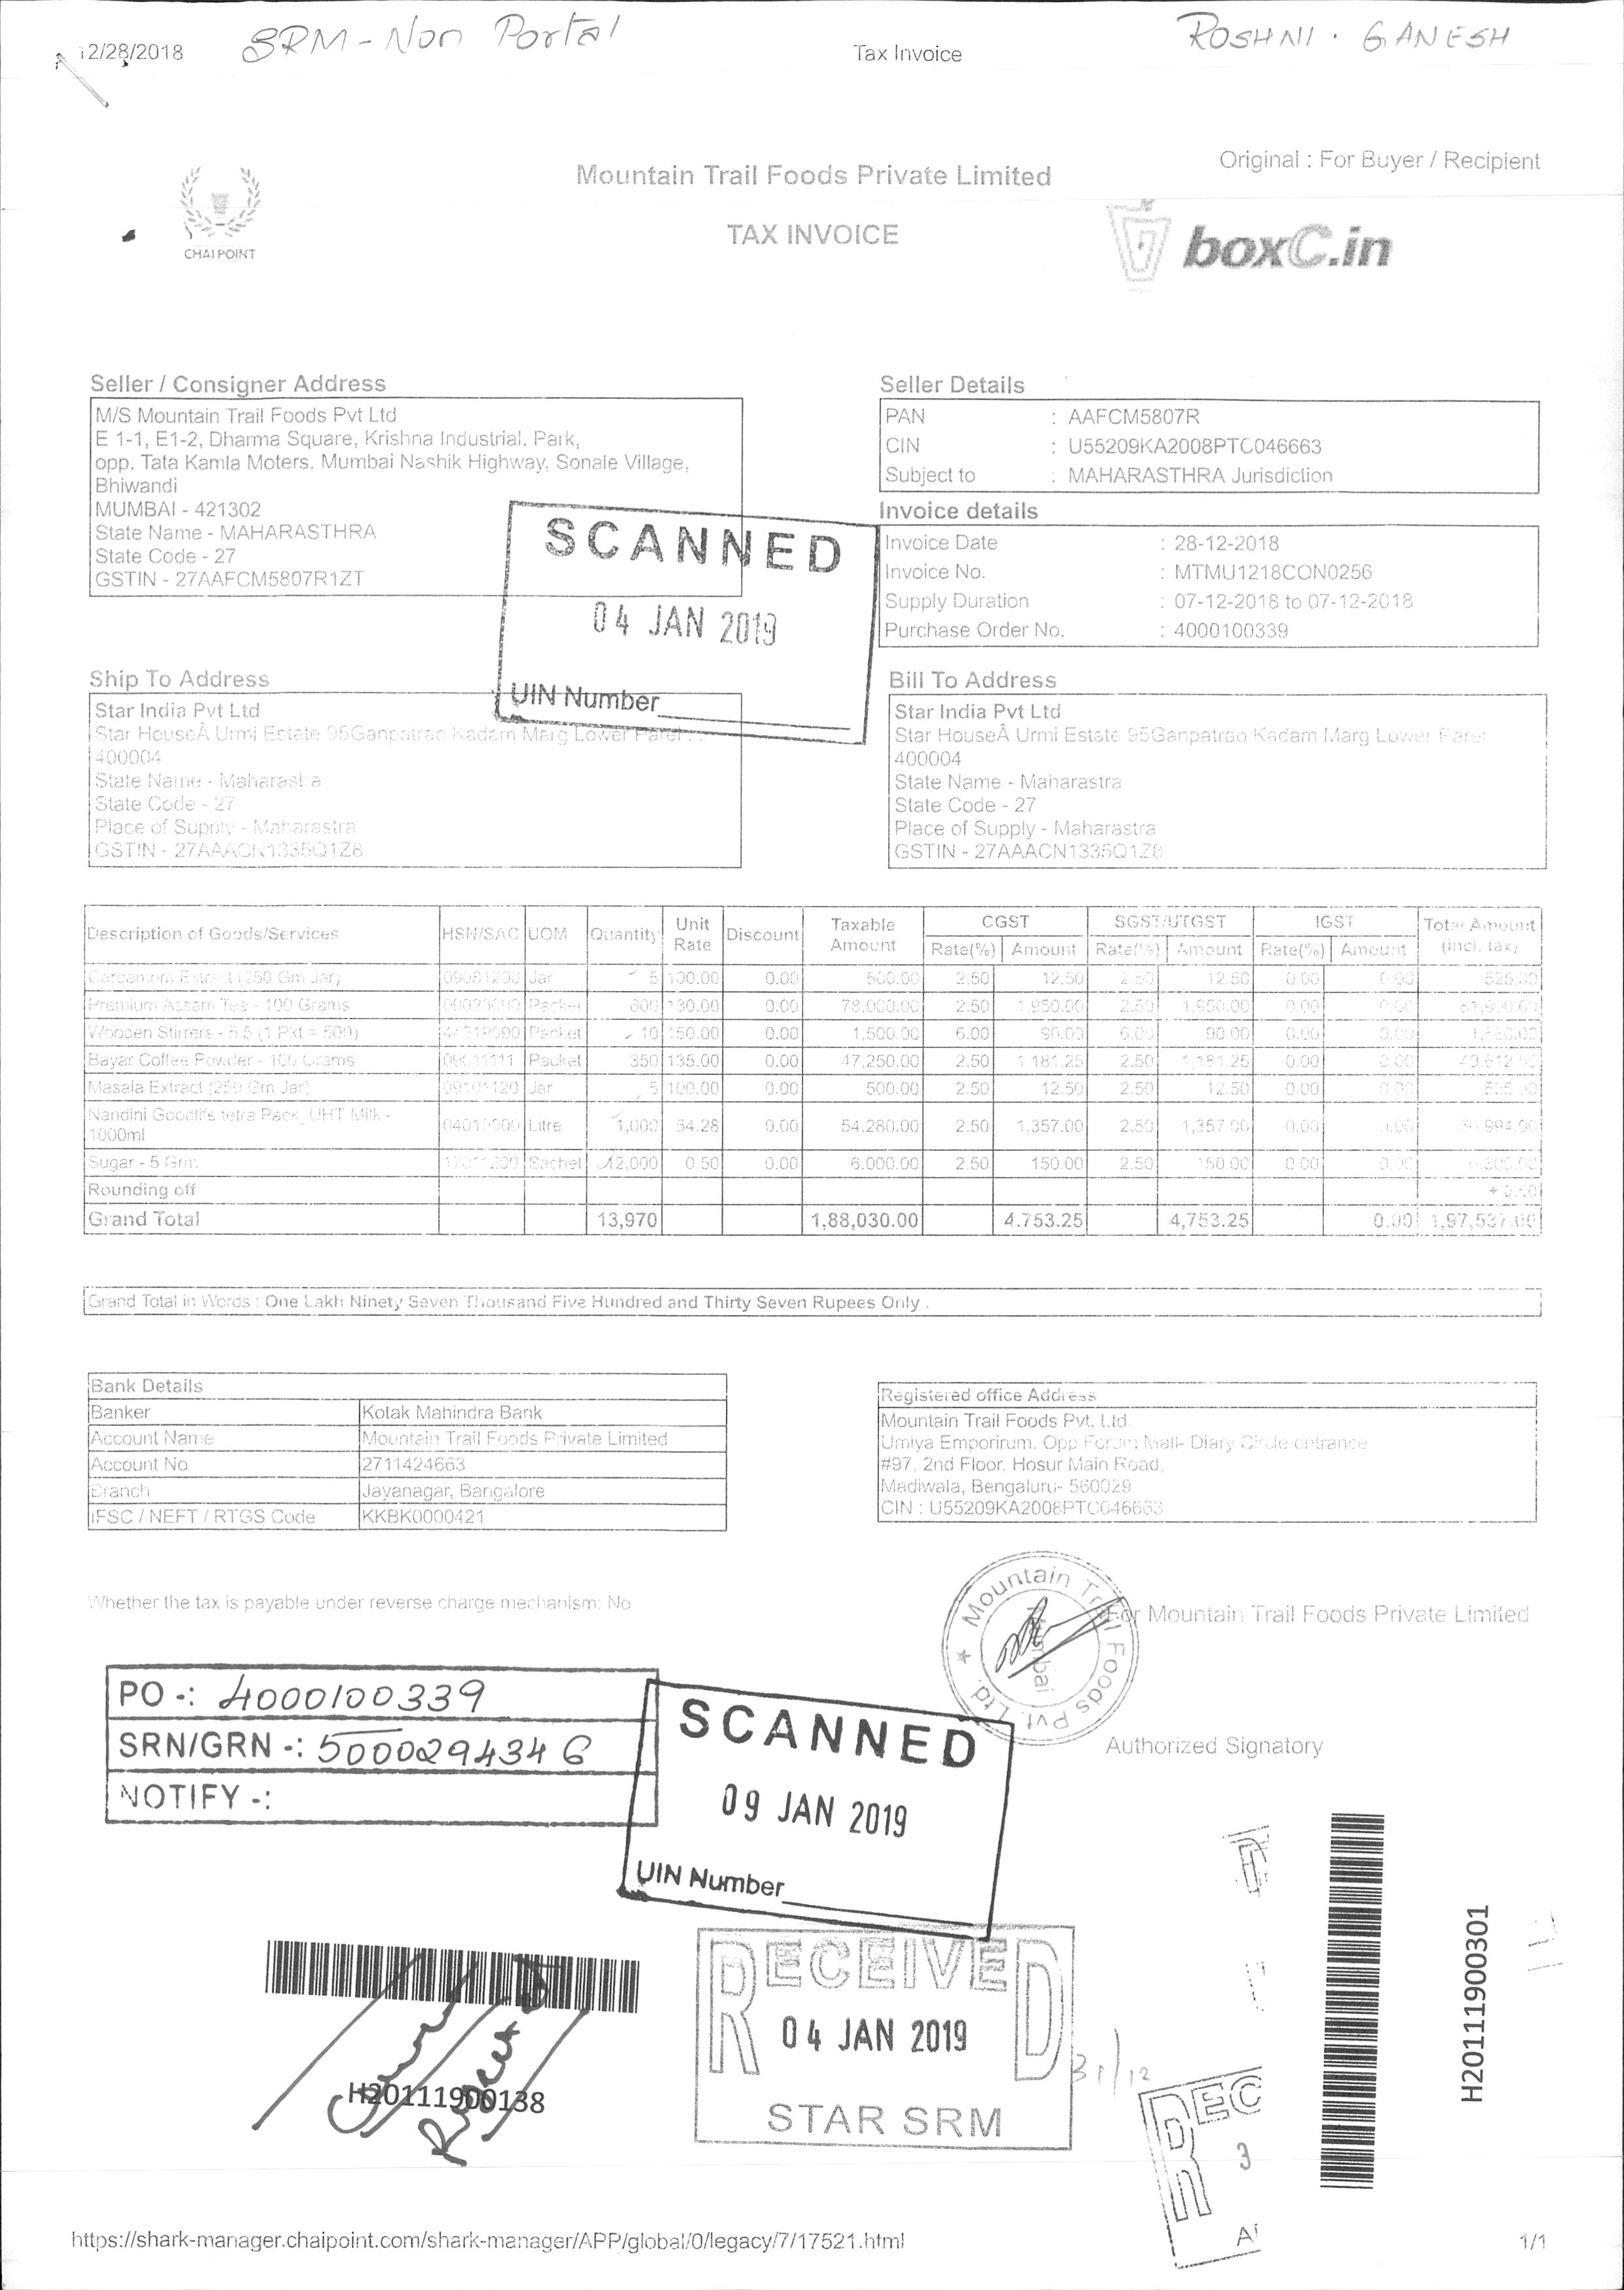 12/28/2018 SRM - Non Portal Tax Invoice ROSHNI . GANESH
Original : For Buyer / Recipient
Mountain Trail Foods Private Limited
TAX INVOICE
CHAI POINT
boxC.in
Seller / Consigner Address
M/S Mountain Trail Foods Pvt Ltd
E 1-1, E1-2, Dharma Square, Krishna Industrial. Park,
opp. Tata Kamla Moters. Mumbai Nashik Highway, Sonale Village,
Bhiwandi
MUMBAI - 421302
State Name - MAHARASTHRA
State Code - 27
GSTIN - 27AAFCM5807R1ZT
Seller Details
PAN : AAFCM5807R
CIN : U55209KA2008PTC046663
Subject to : MAHARASTHRA Jurisdiction
Invoice details
Invoice Date : 28-12-2018
Invoice No. : MTMU1218CON0256
Supply Duration : 07-12-2018 to 07-12-2018
Purchase Order No. : 4000100339
SCANNED
04 JAN 2019
UIN Number
Ship To Address
Star India Pvt Ltd
Star HouseÂ Urmi Estate 95Ganpatrao Kadam Marg Lower Parel
400004
State Name - Maharastra
State Code - 27
Place of Supply - Maharastra
GSTIN - 27AAACN1335Q1Z8
Bill To Address
Star India Pvt Ltd
Star HouseÂ Urmi Estate 95Ganpatrao Kadam Marg Lower Parel
400004
State Name - Maharastra
State Code - 27
Place of Supply - Maharastra
GSTIN - 27AAACN1335Q1Z8
Description of Goods/Services HSN/SAC UOM Quantity Unit Rate Discount Taxable Amount CGST SGST/UTGST IGST Total Amount (incl. tax)
Rate(%) Amount Rate(%) Amount Rate(%) Amount
Cardamom Extract (250 Gm Jar) Jar 5 100.00 0.00 500.00 2.50 12.50 2.50 12.50 0.00 0.00 525.00
Premium Assam Tea - 100 Grams Packet 600 130.00 0.00 78,000.00 2.50 1,950.00 2.50 1,950.00 0.00 0.00 81,900.00
Wooden Stirrers - 5.5 (1 Pkt = 500) Packet 10 150.00 0.00 1,500.00 6.00 90.00 6.00 90.00 0.00 0.00 1,680.00
Bayar Coffee Powder - 100 Grams Packet 350 135.00 0.00 47,250.00 2.50 1,181.25 2.50 1,181.25 0.00 0.00 49,612.50
Masala Extract (250 Gm Jar) Jar 5 100.00 0.00 500.00 2.50 12.50 2.50 12.50 0.00 0.00 525.00
Nandini Goodlife tetra Pack_UHT Milk - 1000ml Litre 1,000 54.28 0.00 54,280.00 2.50 1,357.00 2.50 1,357.00 0.00 0.00 56,994.00
Sugar - 5 Grm Sachet 12,000 0.50 0.00 6,000.00 2.50 150.00 2.50 150.00 0.00 0.00 6,300.00
Rounding off + 0.50
Grand Total 13,970 1,88,030.00 4,753.25 4,753.25 0.00 1,97,537.00
Grand Total in Words : One Lakh Ninety Seven Thousand Five Hundred and Thirty Seven Rupees Only .
Bank Details
Banker Kotak Mahindra Bank
Account Name Mountain Trail Foods Private Limited
Account No 2711424663
Branch Jayanagar, Bangalore
IFSC / NEFT / RTGS Code KKBK0000421
Registered office Address
Mountain Trail Foods Pvt. Ltd.
Umiya Emporirum. Opp Forum Mall- Diary Circle entrance
#97, 2nd Floor, Hosur Main Road,
Madiwala, Bengaluru- 560029
CIN : U55209KA2008PTC046663
Whether the tax is payable under reverse charge mechanism: No
For Mountain Trail Foods Private Limited
Mountain Trail Foods Pvt. Ltd. ★
Mumbai
Authorized Signatory
PO -: 4000100339
SRN/GRN -: 5000294346
NOTIFY -:
SCANNED
09 JAN 2019
UIN Number
RECEIVED
04 JAN 2019
STAR SRM
31/12
H20111900138
H20111900301
REC
3
https://shark-manager.chaipoint.com/shark-manager/APP/global/0/legacy/7/17521.html 1/1